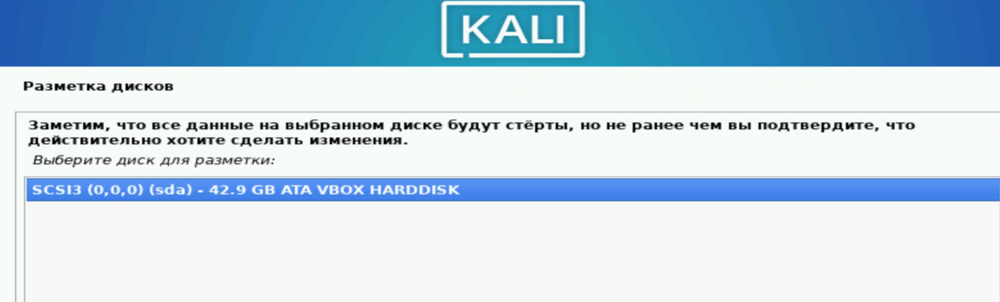 KALI
Разметка дисков
Заметим, что все данные на выбранном диске будут стёрты, но не ранее чем вы подтвердите, что
действительно хотите сделать изменения.
Выберите диск для разметки:
SCSI3 (0,0,0) (sda) - 42.9 GB ATA VBOX HARDDISK